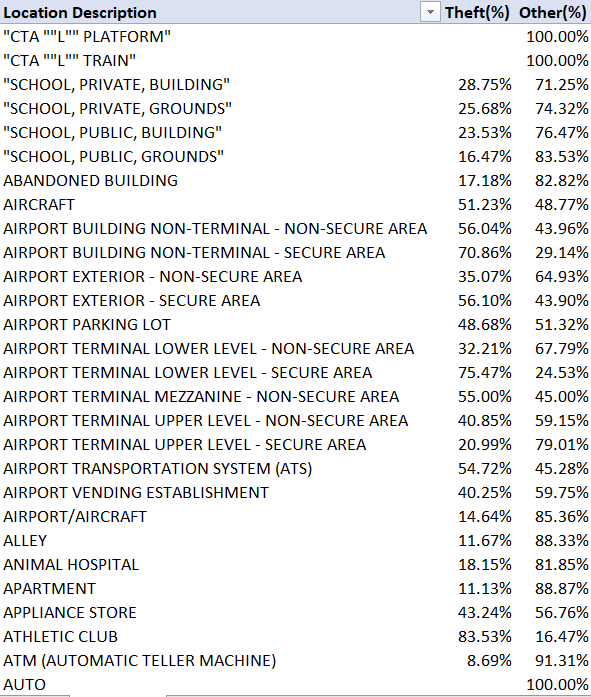 Location Description Theft(%) Other(%)
"CTA ""L"" PLATFORM" 100.00%
"CTA ""L"" TRAIN" 100.00%
"SCHOOL, PRIVATE, BUILDING" 28.75% 71.25%
"SCHOOL, PRIVATE, GROUNDS" 25.68% 74.32%
"SCHOOL, PUBLIC, BUILDING" 23.53% 76.47%
"SCHOOL, PUBLIC, GROUNDS" 16.47% 83.53%
ABANDONED BUILDING 17.18% 82.82%
AIRCRAFT 51.23% 48.77%
AIRPORT BUILDING NON-TERMINAL - NON-SECURE AREA 56.04% 43.96%
AIRPORT BUILDING NON-TERMINAL - SECURE AREA 70.86% 29.14%
AIRPORT EXTERIOR - NON-SECURE AREA 35.07% 64.93%
AIRPORT EXTERIOR - SECURE AREA 56.10% 43.90%
AIRPORT PARKING LOT 48.68% 51.32%
AIRPORT TERMINAL LOWER LEVEL - NON-SECURE AREA 32.21% 67.79%
AIRPORT TERMINAL LOWER LEVEL - SECURE AREA 75.47% 24.53%
AIRPORT TERMINAL MEZZANINE - NON-SECURE AREA 55.00% 45.00%
AIRPORT TERMINAL UPPER LEVEL - NON-SECURE AREA 40.85% 59.15%
AIRPORT TERMINAL UPPER LEVEL - SECURE AREA 20.99% 79.01%
AIRPORT TRANSPORTATION SYSTEM (ATS) 54.72% 45.28%
AIRPORT VENDING ESTABLISHMENT 40.25% 59.75%
AIRPORT/AIRCRAFT 14.64% 85.36%
ALLEY 11.67% 88.33%
ANIMAL HOSPITAL 18.15% 81.85%
APARTMENT 11.13% 88.87%
APPLIANCE STORE 43.24% 56.76%
ATHLETIC CLUB 83.53% 16.47%
ATM (AUTOMATIC TELLER MACHINE) 8.69% 91.31%
AUTO 100.00%